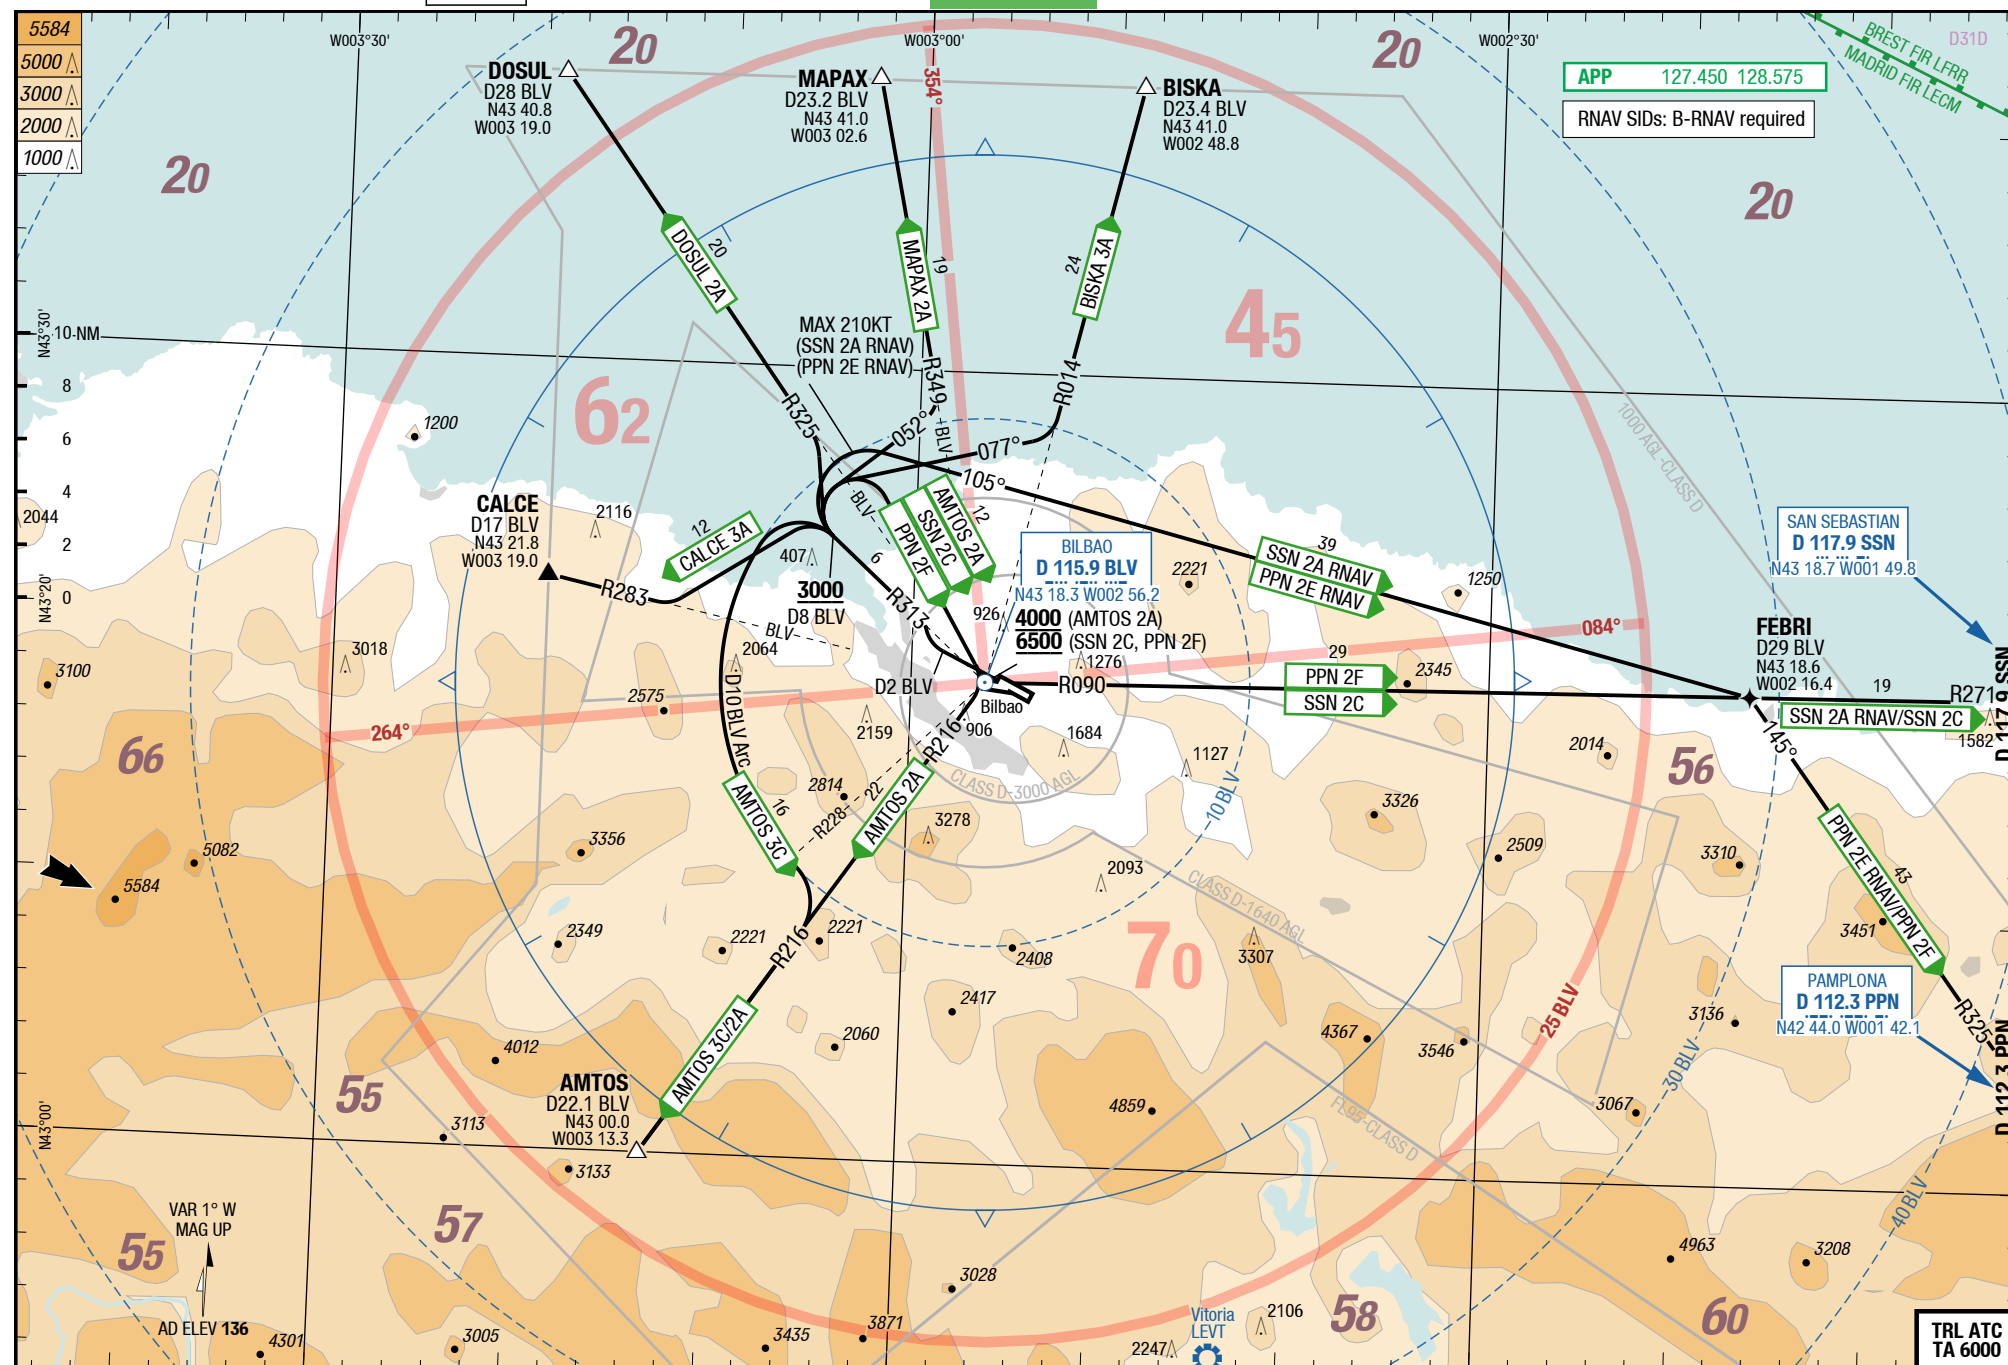 5584
5000
3000
2000
1000
W003°30'
W003°00'
W002°30'
20
20
20
20
DOSUL
D28 BLV
N43 40.8
W003 19.0
MAPAX
D23.2 BLV
N43 41.0
W003 02.6
BISKA
D23.4 BLV
N43 41.0
W002 48.8
354°
APP 127.450 128.575
RNAV SIDs: B-RNAV required
BREST FIR LFRR
MADRID FIR LECM
D31D
DOSUL 2A
20
MAPAX 2A
19
BISKA 3A
24
N43°30'
10 NM
8
6
4
2
0
N43°20'
MAX 210KT
(SSN 2A RNAV)
(PPN 2E RNAV)
45
62
R325
R349
R014
052°
077°
105°
BLV
BLV
1000 AGL-CLASS D
1200
2044
CALCE
D17 BLV
N43 21.8
W003 19.0
2116
CALCE 3A
12
407
3000
D8 BLV
6
R283
BLV
R313
PPN 2F
SSN 2C
AMTOS 2A
12
926
BILBAO
D 115.9 BLV
N43 18.3 W002 56.2
4000 (AMTOS 2A)
6500 (SSN 2C, PPN 2F)
1276
2221
39
SSN 2A RNAV
PPN 2E RNAV
1250
SAN SEBASTIAN
D 117.9 SSN
N43 18.7 W001 49.8
084°
FEBRI
D29 BLV
N43 18.6
W002 16.4
19
R271
SSN 2A RNAV/SSN 2C
D 117.9 SSN
1582
3100
3018
2064
2575
D10 BLV Arc
D2 BLV
Bilbao
R090
29
PPN 2F
SSN 2C
2345
264°
2159
906
R216
1684
1127
2014
56
145°
66
CLASS D-3000 AGL
10 BLV
2814
22
R228
AMTOS 2A
AMTOS 3C
16
3278
3326
2509
3310
PPN 2E RNAV/PPN 2F
43
3451
5082
5584
3356
2093
CLASS D-1640 AGL
2349
2221
2221
R216
2408
70
3307
25 BLV
PAMPLONA
D 112.3 PPN
N42 44.0 W001 42.1
R325
D 112.3 PPN
2417
2060
4367
3546
3136
30 BLV
4012
55
AMTOS
D22.1 BLV
N43 00.0
W003 13.3
AMTOS 3C/2A
N43°00'
3113
3133
4859
FL95-CLASS D
3067
40 BLV
VAR 1° W
MAG UP
57
55
4963
3208
3028
AD ELEV 136
4301
3005
3435
3871
Vitoria
LEVT
2247
2106
58
60
TRL ATC
TA 6000